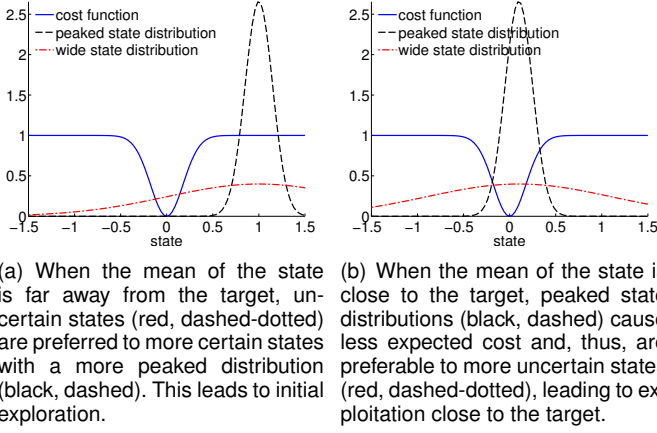 cost function
peaked state distribution
wide state distribution
2.5
2
1.5
1
0.5
0
−1.5 −1 −0.5 0 0.5 1 1.5
state
(a) When the mean of the state
is far away from the target, un-
certain states (red, dashed-dotted)
are preferred to more certain states
with a more peaked distribution
(black, dashed). This leads to initial
exploration.
cost function
peaked state distribution
wide state distribution
2.5
2
1.5
1
0.5
0
−1.5 −1 −0.5 0 0.5 1 1.5
state
(b) When the mean of the state i
close to the target, peaked stat
distributions (black, dashed) cause
less expected cost and, thus, are
preferable to more uncertain state
(red, dashed-dotted), leading to ex
ploitation close to the target.